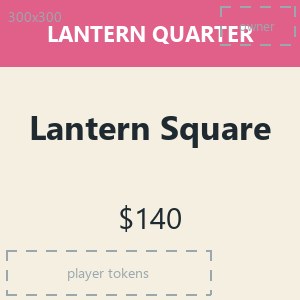 300x300
owner
LANTERN QUARTER
Lantern Square
$140
player tokens